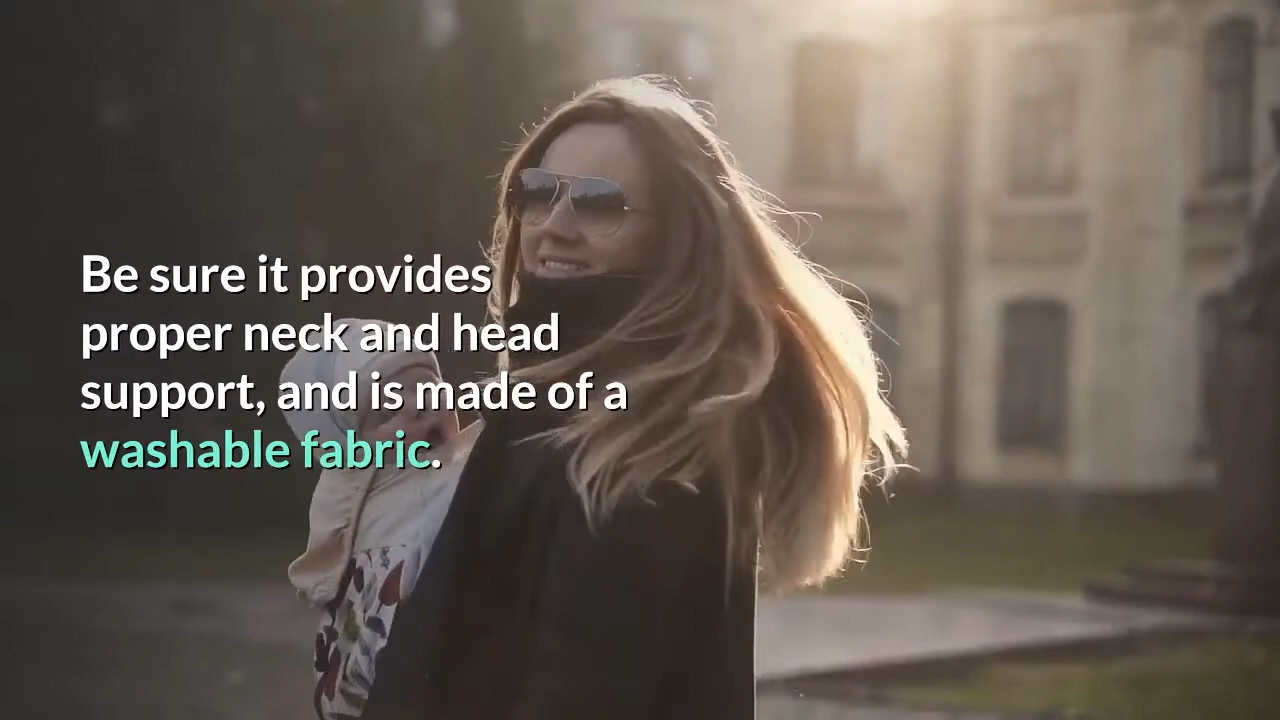 Be sure it provides
proper neck and head
support, and is made of a
washable fabric.